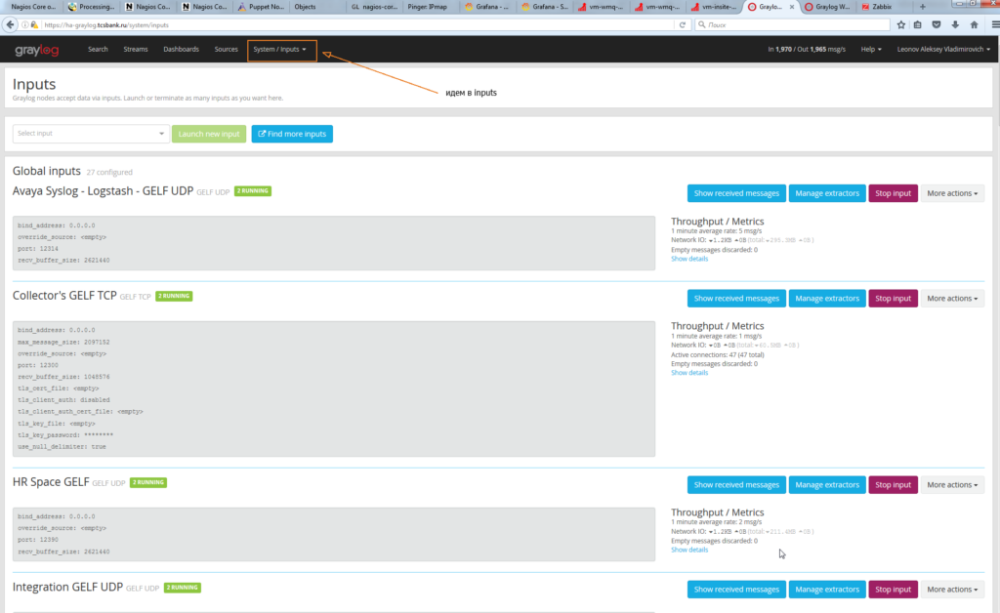 Nagios Core o...
Processing...
Nagios Co...
Nagios Co...
Puppet No...
Objects
GL nagios-cor...
Pinger: IPmap
Grafana - ...
Grafana - S...
vm-wmq-...
vm-wmq-...
vm-insite-...
Graylo...
Graylog W...
Zabbix
https://ha-graylog.tcsbank.ru/system/inputs
Поиск
graylog
Search
Streams
Dashboards
Sources
System / Inputs
In 1,970 / Out 1,965 msg/s
Help
Leonov Aleksey Vladimirovich
идем в inputs
Inputs
Graylog nodes accept data via inputs. Launch or terminate as many inputs as you want here.
Select input
Launch new input
Find more inputs
Global inputs 27 configured
Avaya Syslog - Logstash - GELF UDP GELF UDP 2 RUNNING
Show received messages
Manage extractors
Stop input
More actions
bind_address: 0.0.0.0
override_source: <empty>
port: 12314
recv_buffer_size: 2621440
Throughput / Metrics
1 minute average rate: 5 msg/s
Network IO: 1.2KB 0B (total: 0B )
Empty messages discarded: 0
Show details
Collector's GELF TCP GELF TCP 2 RUNNING
Show received messages
Manage extractors
Stop input
More actions
bind_address: 0.0.0.0
max_message_size: 2097152
override_source: <empty>
port: 12300
recv_buffer_size: 1048576
tls_cert_file: <empty>
tls_client_auth: disabled
tls_client_auth_cert_file: <empty>
tls_key_file: <empty>
tls_key_password: ********
use_null_delimiter: true
Throughput / Metrics
1 minute average rate: 1 msg/s
Network IO: 0B 0B (total: 0B )
Active connections: 47 (47 total)
Empty messages discarded: 0
Show details
HR Space GELF GELF UDP 2 RUNNING
Show received messages
Manage extractors
Stop input
More actions
bind_address: 0.0.0.0
override_source: <empty>
port: 12390
recv_buffer_size: 2621440
Throughput / Metrics
1 minute average rate: 2 msg/s
Network IO: 1.2KB 0B (total: 0B )
Empty messages discarded: 0
Show details
Integration GELF UDP GELF UDP 2 RUNNING
Show received messages
Manage extractors
Stop input
More actions